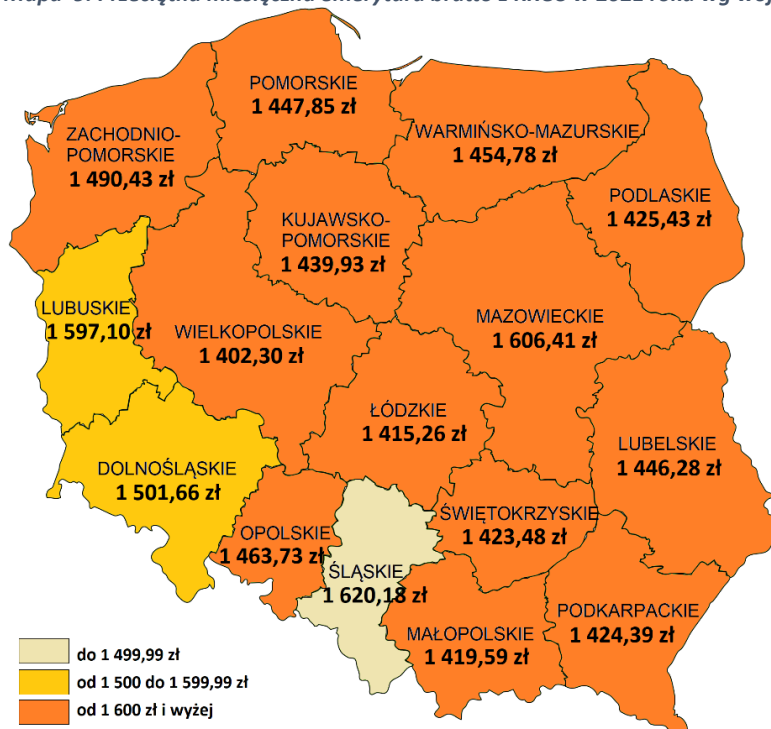 POMORSKIE
1 447,85 zł
ZACHODNIO-
POMORSKIE
1 490,43 zł
WARMIŃSKO-MAZURSKIE
1 454,78 zł
PODLASKIE
1 425,43 zł
KUJAWSKO-
POMORSKIE
1 439,93 zł
LUBUSKIE
1 597,10 zł
WIELKOPOLSKIE
1 402,30 zł
MAZOWIECKIE
1 606,41 zł
ŁÓDZKIE
1 415,26 zł
LUBELSKIE
1 446,28 zł
DOLNOŚLĄSKIE
1 501,66 zł
OPOLSKIE
1 463,73 zł
ŚLĄSKIE
1 620,18 zł
ŚWIĘTOKRZYSKIE
1 423,48 zł
MAŁOPOLSKIE
1 419,59 zł
PODKARPACKIE
1 424,39 zł
do 1 499,99 zł
od 1 500 do 1 599,99 zł
od 1 600 zł i wyżej